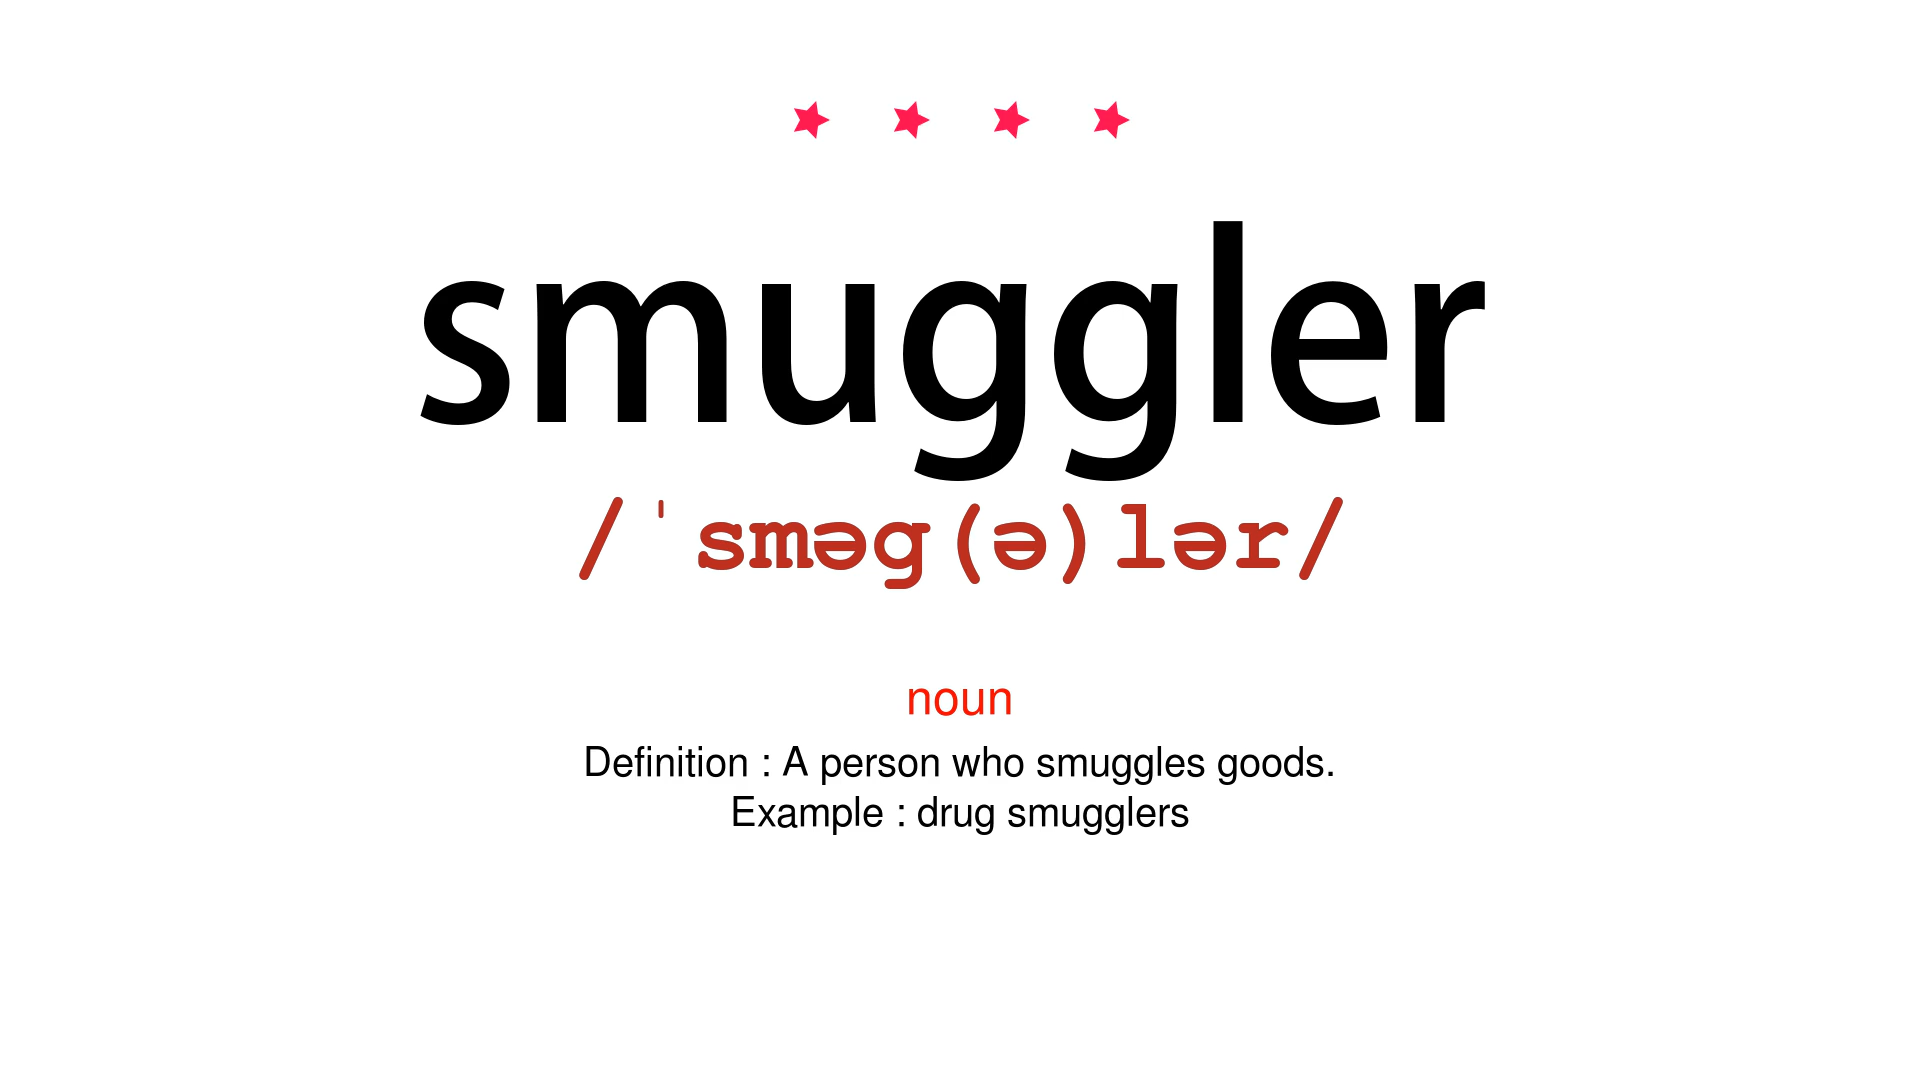 smuggler
/ˈsməg(ə)lər/
noun
Definition : A person who smuggles goods.
Example : drug smugglers